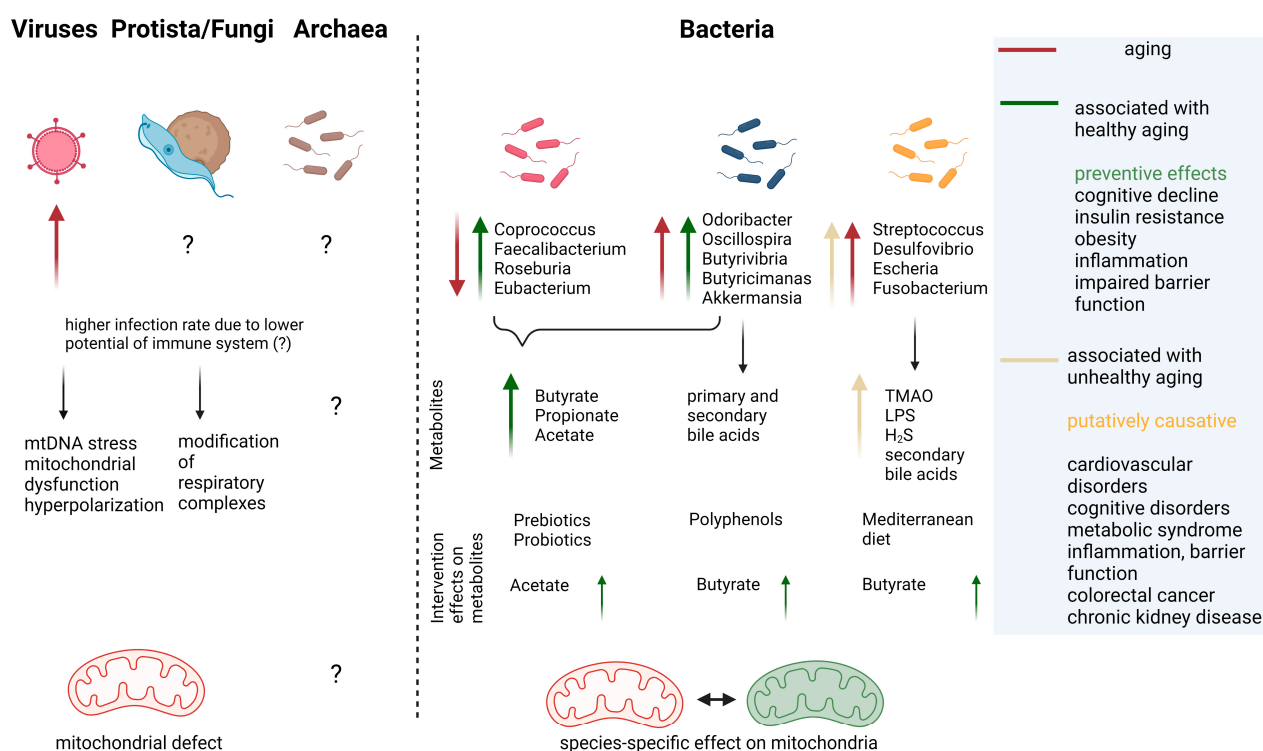 Viruses
Protista/Fungi
Archaea
?
?
higher infection rate due to lower
potential of immune system (?)
mtDNA stress
mitochondrial
dysfunction
hyperpolarization
modification
of
respiratory
complexes
?
?
mitochondrial defect
Bacteria
Coprococcus
Faecalibacterium
Roseburia
Eubacterium
Odoribacter
Oscillospira
Butyrivibria
Butyricimanas
Akkermansia
Streptococcus
Desulfovibrio
Escheria
Fusobacterium
Metabolites
Butyrate
Propionate
Acetate
primary and
secondary
bile acids
TMAO
LPS
H₂S
secondary
bile acids
Intervention
effects on
metabolites
Prebiotics
Probiotics
Polyphenols
Mediterranean
diet
Acetate
Butyrate
Butyrate
species-specific effect on mitochondria
aging
associated with
healthy aging
preventive effects
cognitive decline
insulin resistance
obesity
inflammation
impaired barrier
function
associated with
unhealthy aging
putatively causative
cardiovascular
disorders
cognitive disorders
metabolic syndrome
inflammation, barrier
function
colorectal cancer
chronic kidney disease